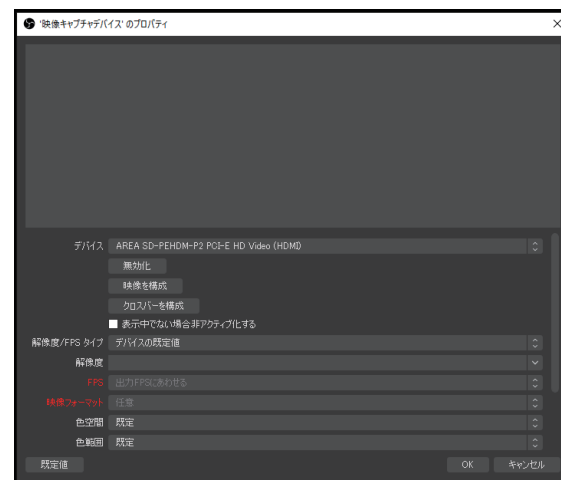 '映像キャプチャデバイス' のプロパティ
デバイス AREA SD-PEHDM-P2 PCI-E HD Video (HDMI)
無効化
映像を構成
クロスバーを構成
表示中でない場合非アクティブ化する
解像度/FPS タイプ デバイスの既定値
解像度
FPS 出力FPSにあわせる
映像フォーマット 任意
色空間 既定
色範囲 既定
既定値 OK キャンセル